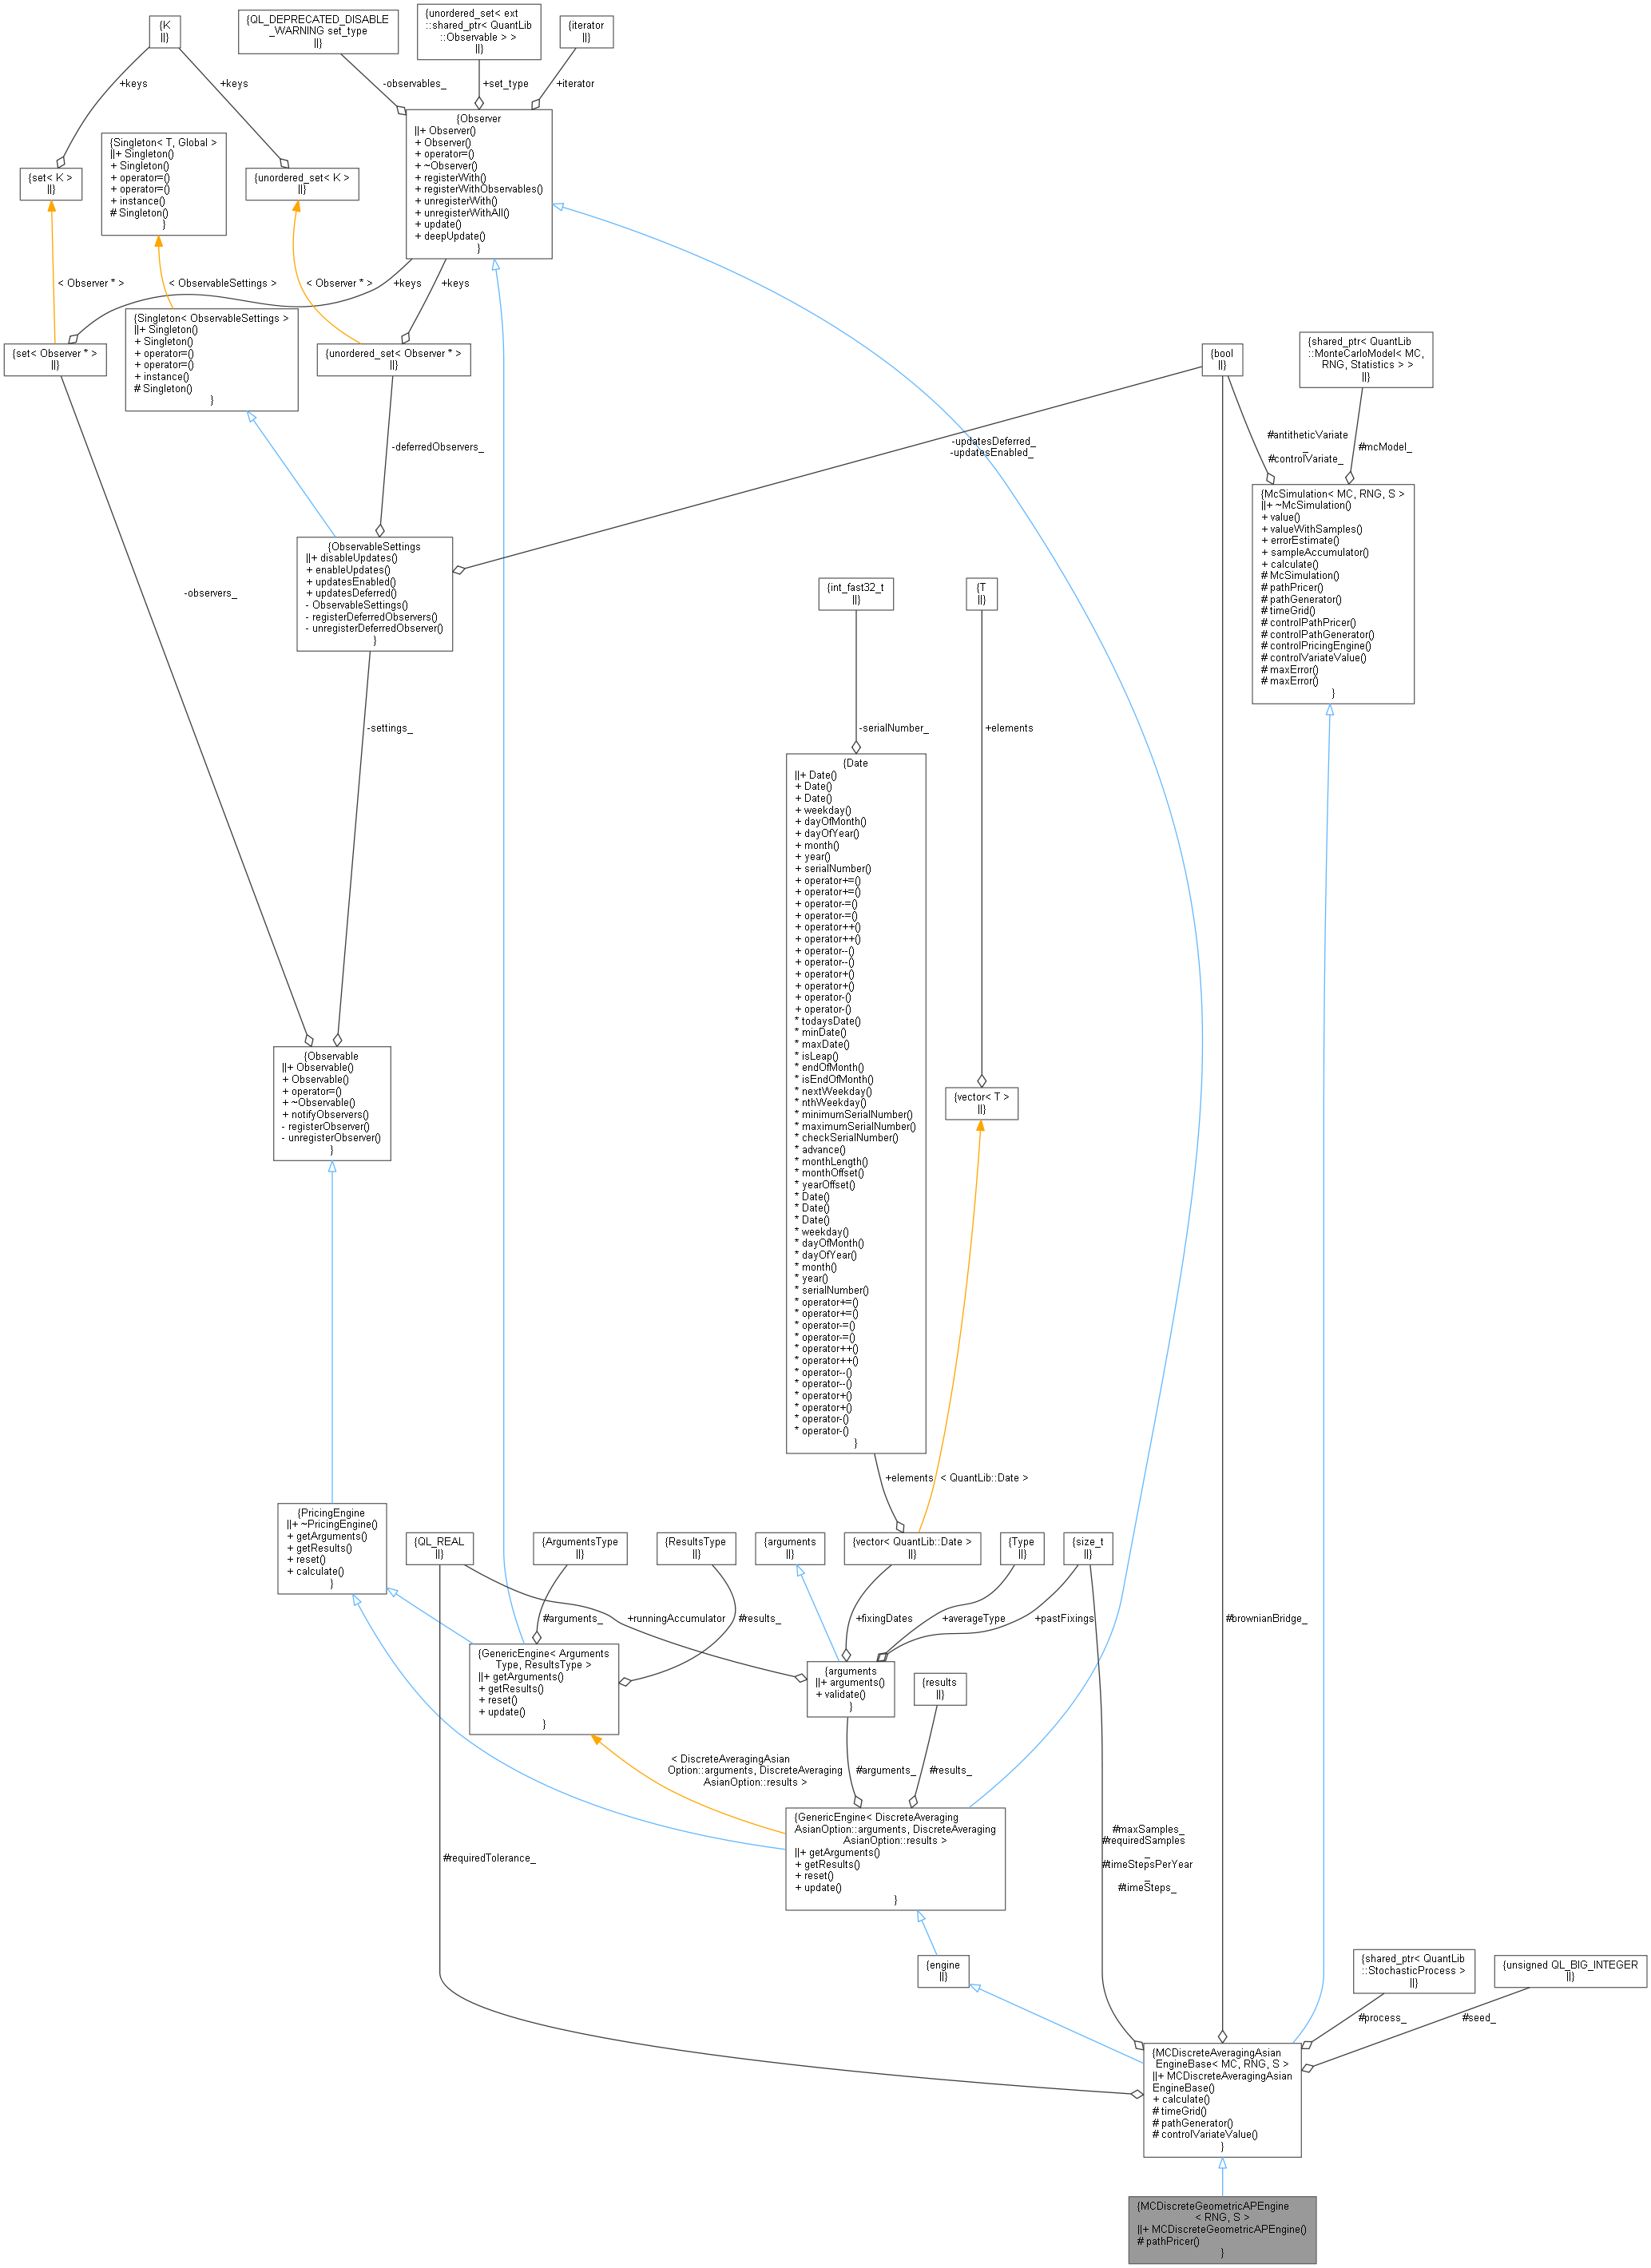 {K
||}
{QL_DEPRECATED_DISABLE
_WARNING set_type
||}
{unordered_set< ext
::shared_ptr< QuantLib
::Observable > >
||}
{iterator
||}
+keys
+keys
-observables_
+set_type
+iterator
{set< K >
||}
{Singleton< T, Global >
||+ Singleton()
+ Singleton()
+ operator=()
+ operator=()
+ instance()
# Singleton()
}
{unordered_set< K >
||}
{Observer
||+ Observer()
+ Observer()
+ operator=()
+ ~Observer()
+ registerWith()
+ registerWithObservables()
+ unregisterWith()
+ unregisterWithAll()
+ update()
+ deepUpdate()
}
< Observer * >
< ObservableSettings >
< Observer * >
+keys
+keys
{set< Observer * >
||}
{Singleton< ObservableSettings >
||+ Singleton()
+ Singleton()
+ operator=()
+ operator=()
+ instance()
# Singleton()
}
{unordered_set< Observer * >
||}
{bool
||}
{shared_ptr< QuantLib
::MonteCarloModel< MC,
RNG, Statistics > >
||}
-deferredObservers_
-updatesDeferred_
-updatesEnabled_
#antitheticVariate
_
#controlVariate_
#mcModel_
{McSimulation< MC, RNG, S >
||+ ~McSimulation()
+ value()
+ valueWithSamples()
+ errorEstimate()
+ sampleAccumulator()
+ calculate()
# McSimulation()
# pathPricer()
# pathGenerator()
# timeGrid()
# controlPathPricer()
# controlPathGenerator()
# controlPricingEngine()
# controlVariateValue()
# maxError()
# maxError()
}
{ObservableSettings
||+ disableUpdates()
+ enableUpdates()
+ updatesEnabled()
+ updatesDeferred()
- ObservableSettings()
- registerDeferredObservers()
- unregisterDeferredObserver()
}
-observers_
{int_fast32_t
||}
{T
||}
-settings_
-serialNumber_
+elements
{Date
||+ Date()
+ Date()
+ Date()
+ weekday()
+ dayOfMonth()
+ dayOfYear()
+ month()
+ year()
+ serialNumber()
+ operator+=()
+ operator+=()
+ operator-=()
+ operator-=()
+ operator++()
+ operator++()
+ operator--()
+ operator--()
+ operator+()
+ operator+()
+ operator-()
+ operator-()
* todaysDate()
* minDate()
* maxDate()
* isLeap()
* endOfMonth()
* isEndOfMonth()
* nextWeekday()
* nthWeekday()
* minimumSerialNumber()
* maximumSerialNumber()
* checkSerialNumber()
* advance()
* monthLength()
* monthOffset()
* yearOffset()
* Date()
* Date()
* Date()
* weekday()
* dayOfMonth()
* dayOfYear()
* month()
* year()
* serialNumber()
* operator+=()
* operator+=()
* operator-=()
* operator-=()
* operator++()
* operator++()
* operator--()
* operator--()
* operator+()
* operator+()
* operator-()
* operator-()
}
{Observable
||+ Observable()
+ Observable()
+ operator=()
+ ~Observable()
+ notifyObservers()
- registerObserver()
- unregisterObserver()
}
{vector< T >
||}
+elements
< QuantLib::Date >
{PricingEngine
||+ ~PricingEngine()
+ getArguments()
+ getResults()
+ reset()
+ calculate()
}
{QL_REAL
||}
{ArgumentsType
||}
{ResultsType
||}
{arguments
||}
{vector< QuantLib::Date >
||}
{Type
||}
{size_t
||}
#arguments_
+runningAccumulator
#results_
+fixingDates
+averageType
+pastFixings
#brownianBridge_
{GenericEngine< Arguments
Type, ResultsType >
||+ getArguments()
+ getResults()
+ reset()
+ update()
}
{arguments
||+ arguments()
+ validate()
}
{results
||}
< DiscreteAveragingAsian
Option::arguments, DiscreteAveraging
AsianOption::results >
#arguments_
#results_
{GenericEngine< DiscreteAveraging
AsianOption::arguments, DiscreteAveraging
AsianOption::results >
||+ getArguments()
+ getResults()
+ reset()
+ update()
}
#requiredTolerance_
#maxSamples_
#requiredSamples
_
#timeStepsPerYear
_
#timeSteps_
{engine
||}
{shared_ptr< QuantLib
::StochasticProcess >
||}
{unsigned QL_BIG_INTEGER
||}
#process_
#seed_
{MCDiscreteAveragingAsian
EngineBase< MC, RNG, S >
||+ MCDiscreteAveragingAsian
EngineBase()
+ calculate()
# timeGrid()
# pathGenerator()
# controlVariateValue()
}
{MCDiscreteGeometricAPEngine
< RNG, S >
||+ MCDiscreteGeometricAPEngine()
# pathPricer()
}